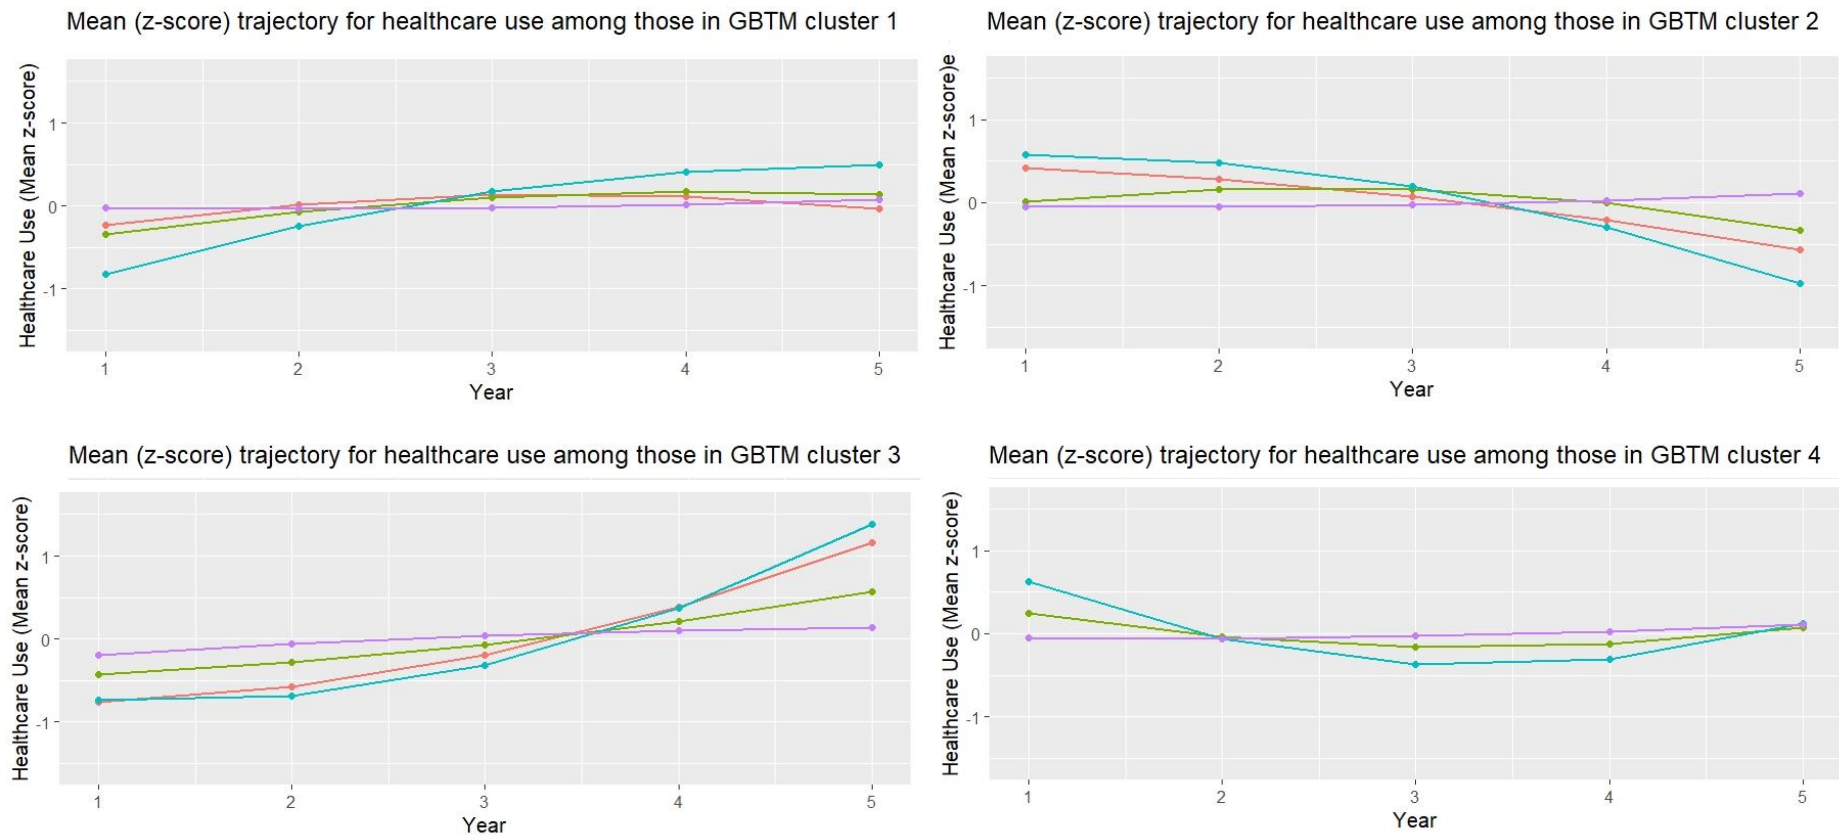 Mean (z-score) trajectory for healthcare use among those in GBTM cluster 1
Healthcare Use (Mean z-score)
1
0
-1
1
2
3
4
5
Year
Mean (z-score) trajectory for healthcare use among those in GBTM cluster 2
Healthcare Use (Mean z-score)e
1
0
-1
1
2
3
4
5
Year
Mean (z-score) trajectory for healthcare use among those in GBTM cluster 3
Healthcare Use (Mean z-score)
1
0
-1
1
2
3
4
5
Year
Mean (z-score) trajectory for healthcare use among those in GBTM cluster 4
Healthcare Use (Mean z-score)
1
0
-1
1
2
3
4
5
Year